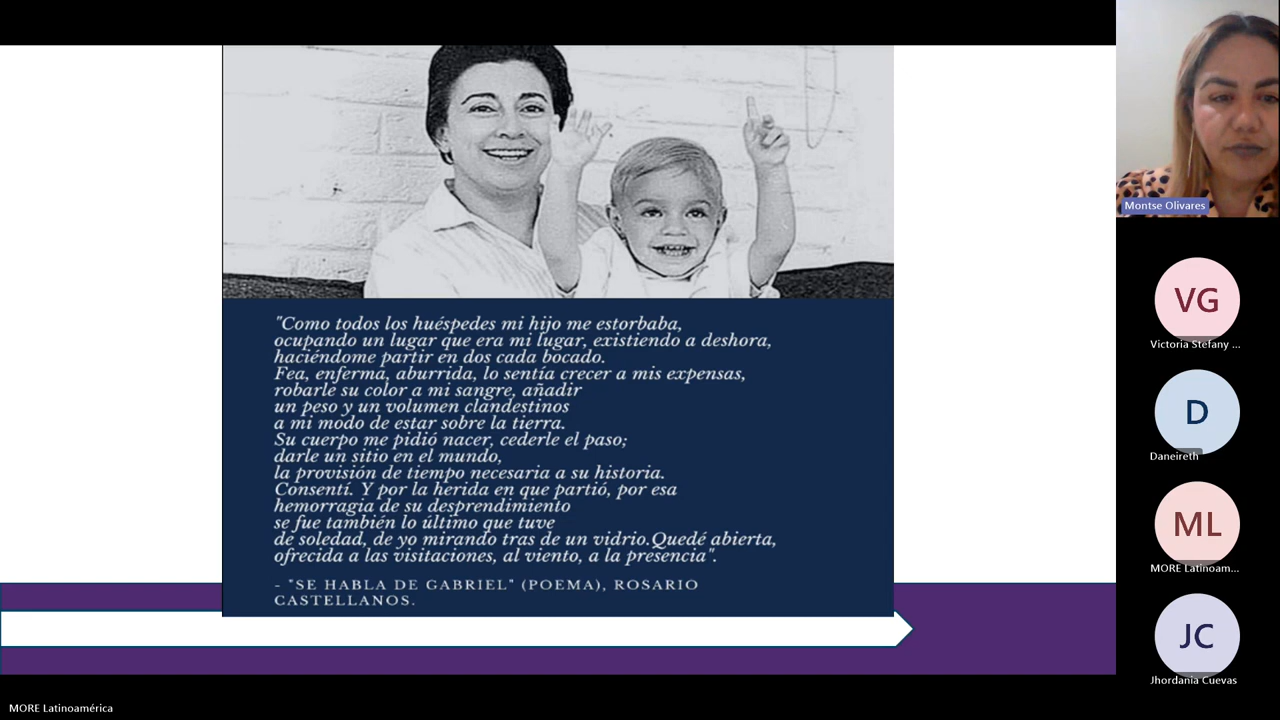 "Como todos los huéspedes mi hijo me estorbaba,
ocupando un lugar que era mi lugar, existiendo a deshora,
haciéndome partir en dos cada bocado.
Fea, enferma, aburrida, lo sentía crecer a mis expensas,
robarle su color a mi sangre, añadir
un peso y un volumen clandestinos
a mi modo de estar sobre la tierra.
Su cuerpo me pidió nacer, cederle el paso;
darle un sitio en el mundo,
la provisión de tiempo necesaria a su historia.
Consentí. Y por la herida en que partió, por esa
hemorragia de su desprendimiento
se fue también lo último que tuve
de soledad, de yo mirando tras de un vidrio.Quedé abierta,
ofrecida a las visitaciones, al viento, a la presencia".
- "SE HABLA DE GABRIEL" (POEMA), ROSARIO
CASTELLANOS.
Montse Olivares
VG
Victoria Stefany ...
D
Daneireth
ML
MORE Latinoam...
JC
Jhordania Cuevas
MORE Latinoamérica